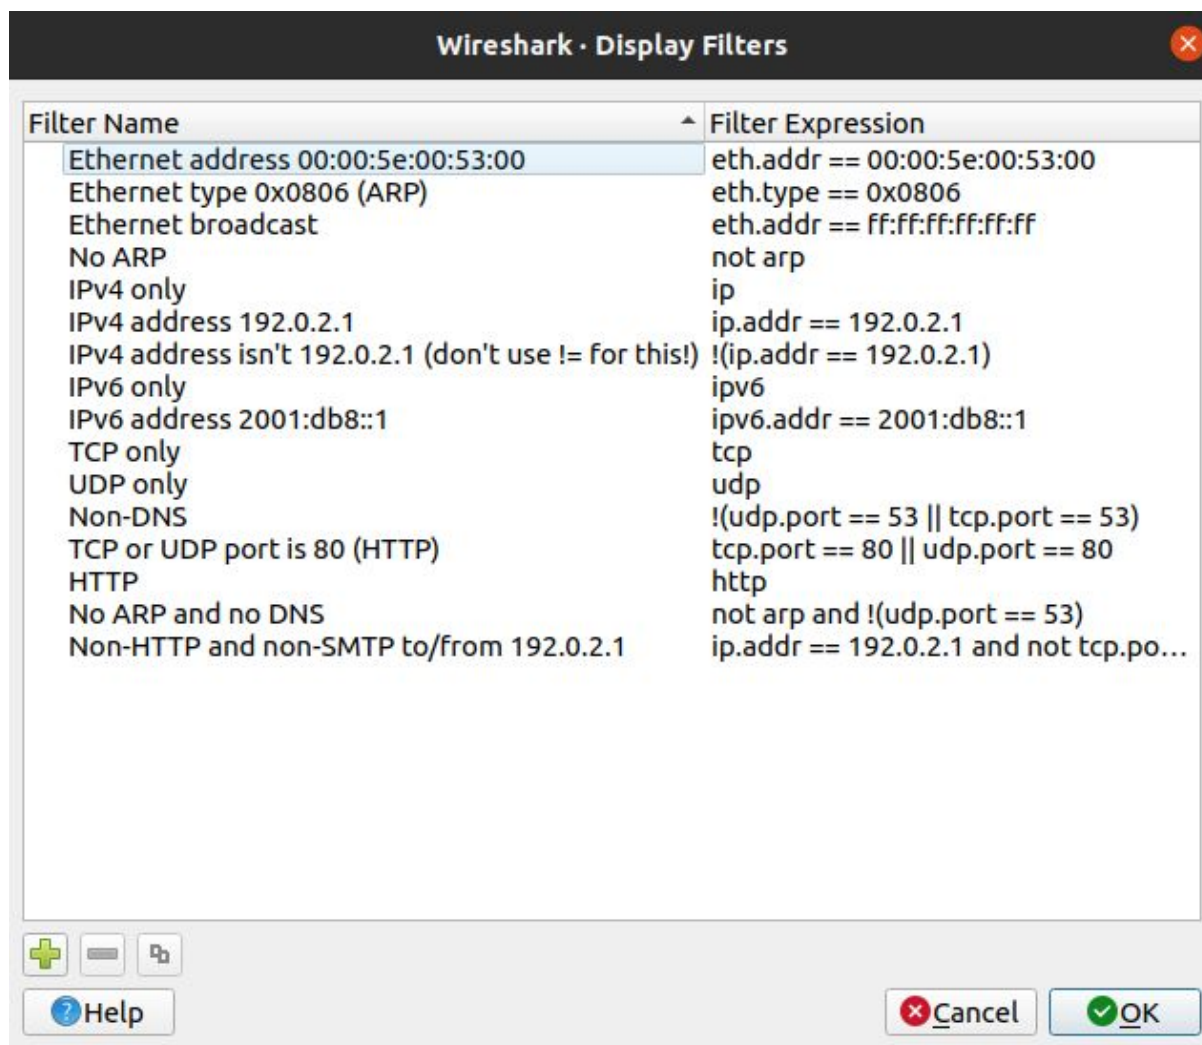 Wireshark · Display Filters
Filter Name Filter Expression
Ethernet address 00:00:5e:00:53:00 eth.addr == 00:00:5e:00:53:00
Ethernet type 0x0806 (ARP) eth.type == 0x0806
Ethernet broadcast eth.addr == ff:ff:ff:ff:ff:ff
No ARP not arp
IPv4 only ip
IPv4 address 192.0.2.1 ip.addr == 192.0.2.1
IPv4 address isn't 192.0.2.1 (don't use != for this!) !(ip.addr == 192.0.2.1)
IPv6 only ipv6
IPv6 address 2001:db8::1 ipv6.addr == 2001:db8::1
TCP only tcp
UDP only udp
Non-DNS !(udp.port == 53 || tcp.port == 53)
TCP or UDP port is 80 (HTTP) tcp.port == 80 || udp.port == 80
HTTP http
No ARP and no DNS not arp and !(udp.port == 53)
Non-HTTP and non-SMTP to/from 192.0.2.1 ip.addr == 192.0.2.1 and not tcp.po...
Help Cancel OK